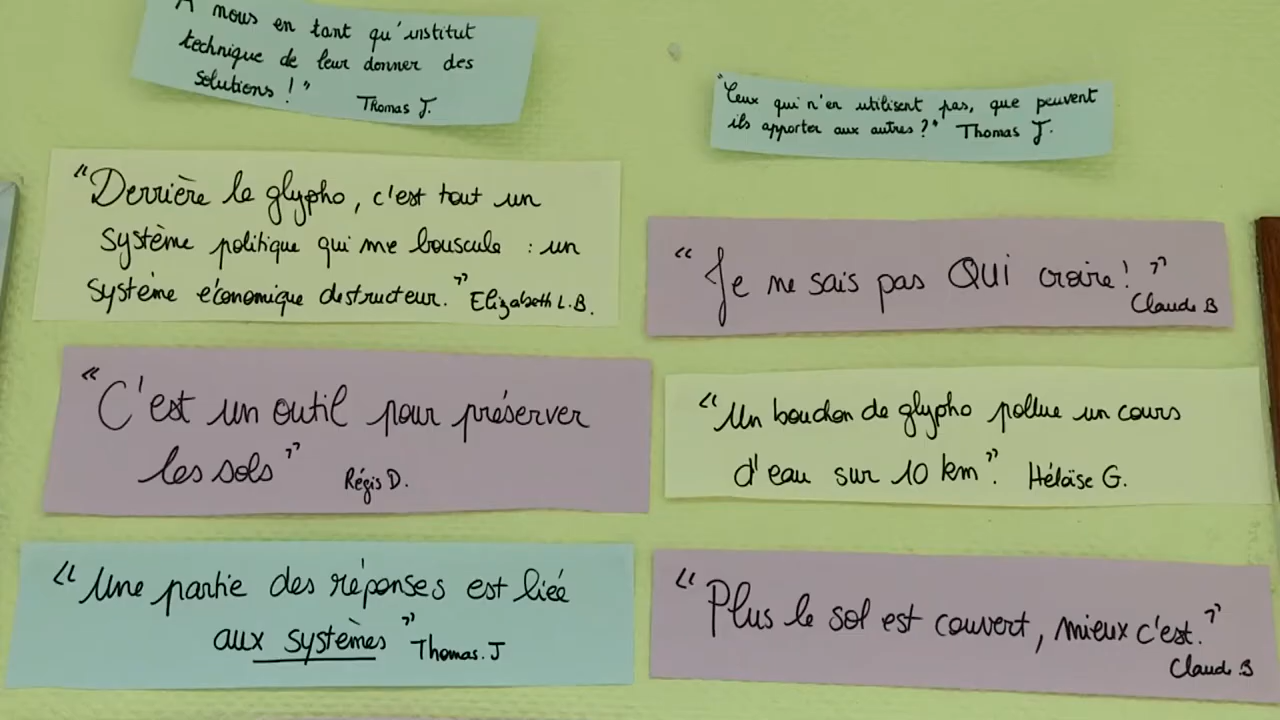 A nous en tant qu'institut
technique de leur donner des
solutions !"
Thomas J.
"Ceux qui n'en utilisent pas, que peuvent
ils apporter aux autres ?" Thomas J.
"Derrière le glypho, c'est tout un
système politique qui me bouscule : un
système économique destructeur." Elizabeth L.B.
"Je ne sais pas QUI croire!"
Claude B
"C'est un outil pour préserver
les sols" Régis D.
"Un bouchon de glypho pollue un cours
d'eau sur 10 km". Héloïse G.
"Une partie des réponses est liée
aux systèmes" Thomas.J
"Plus le sol est couvert, mieux c'est."
Claude B